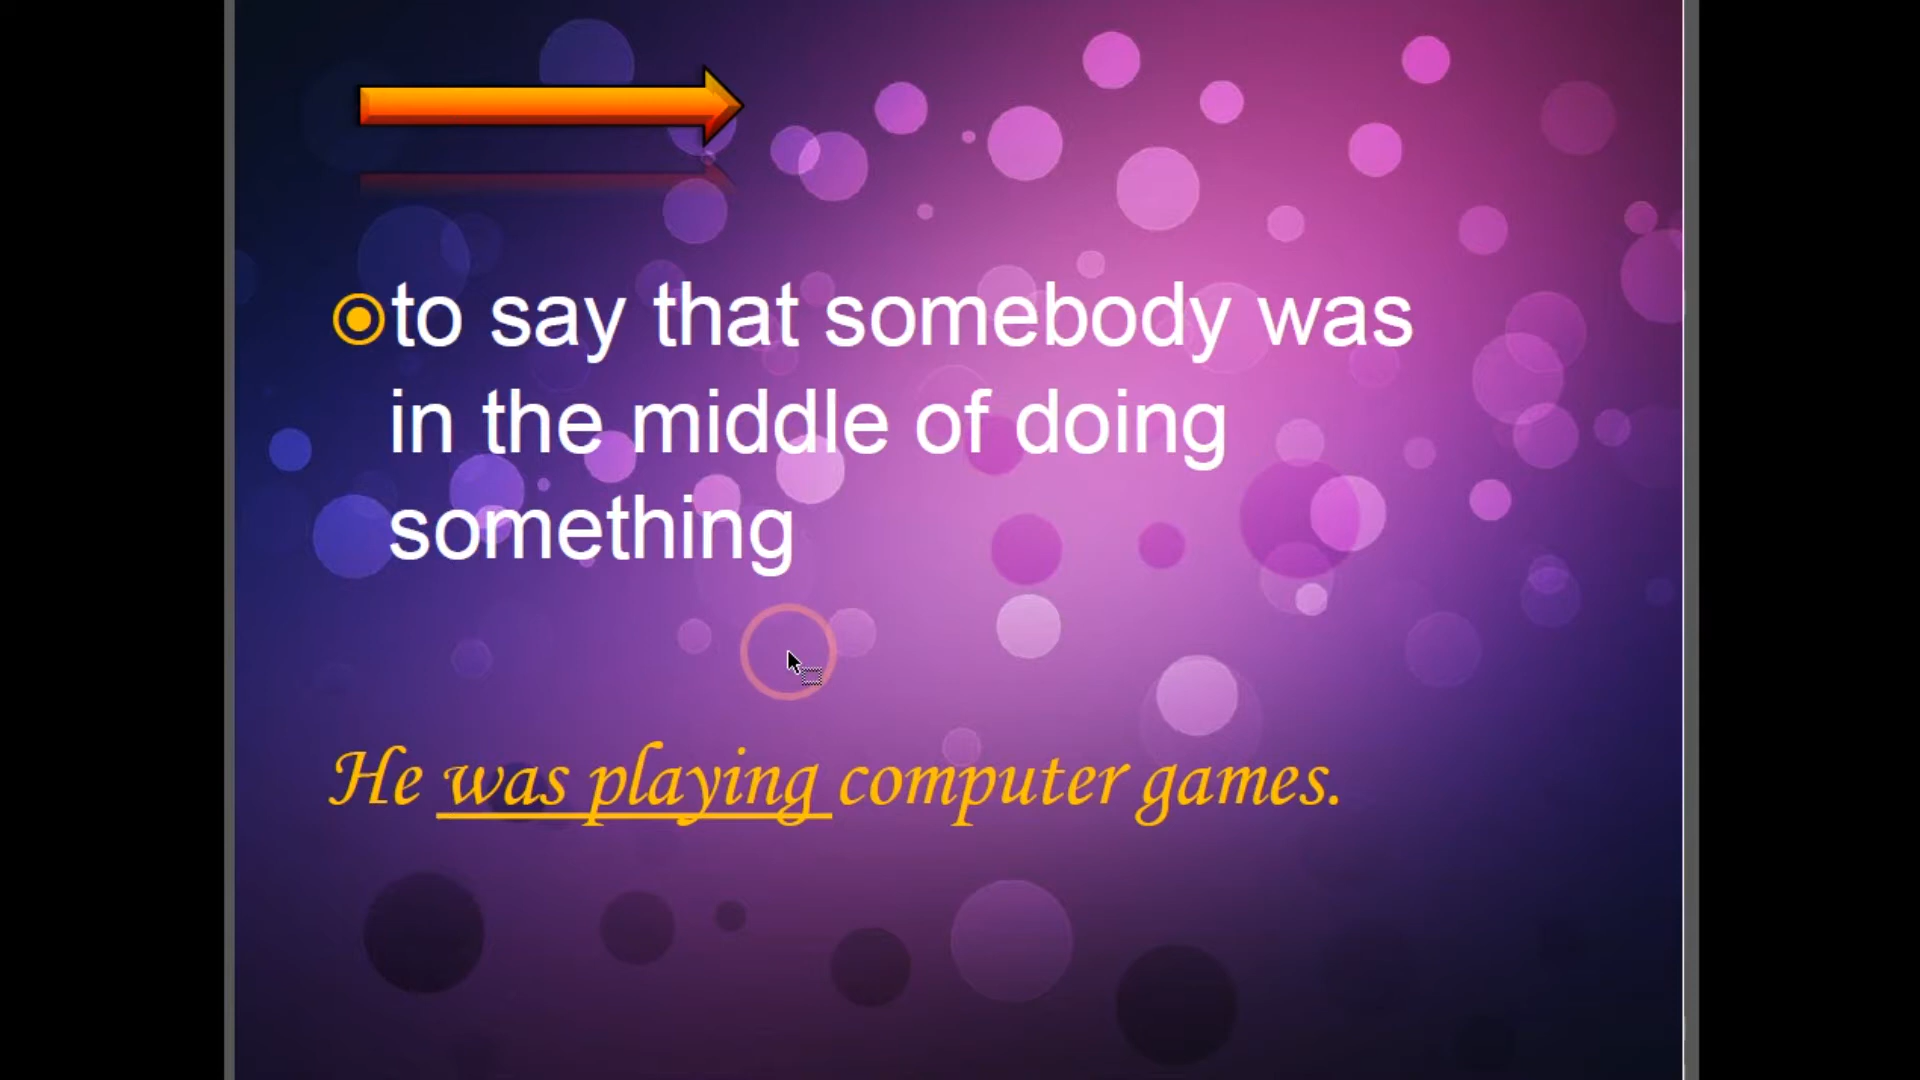 to say that somebody was
in the middle of doing
something
He was playing computer games.